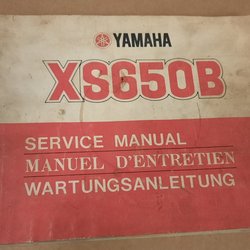 YAMAHA
XS650B
SERVICE MANUAL
MANUEL D'ENTRETIEN
WARTUNGSANLEITUNG